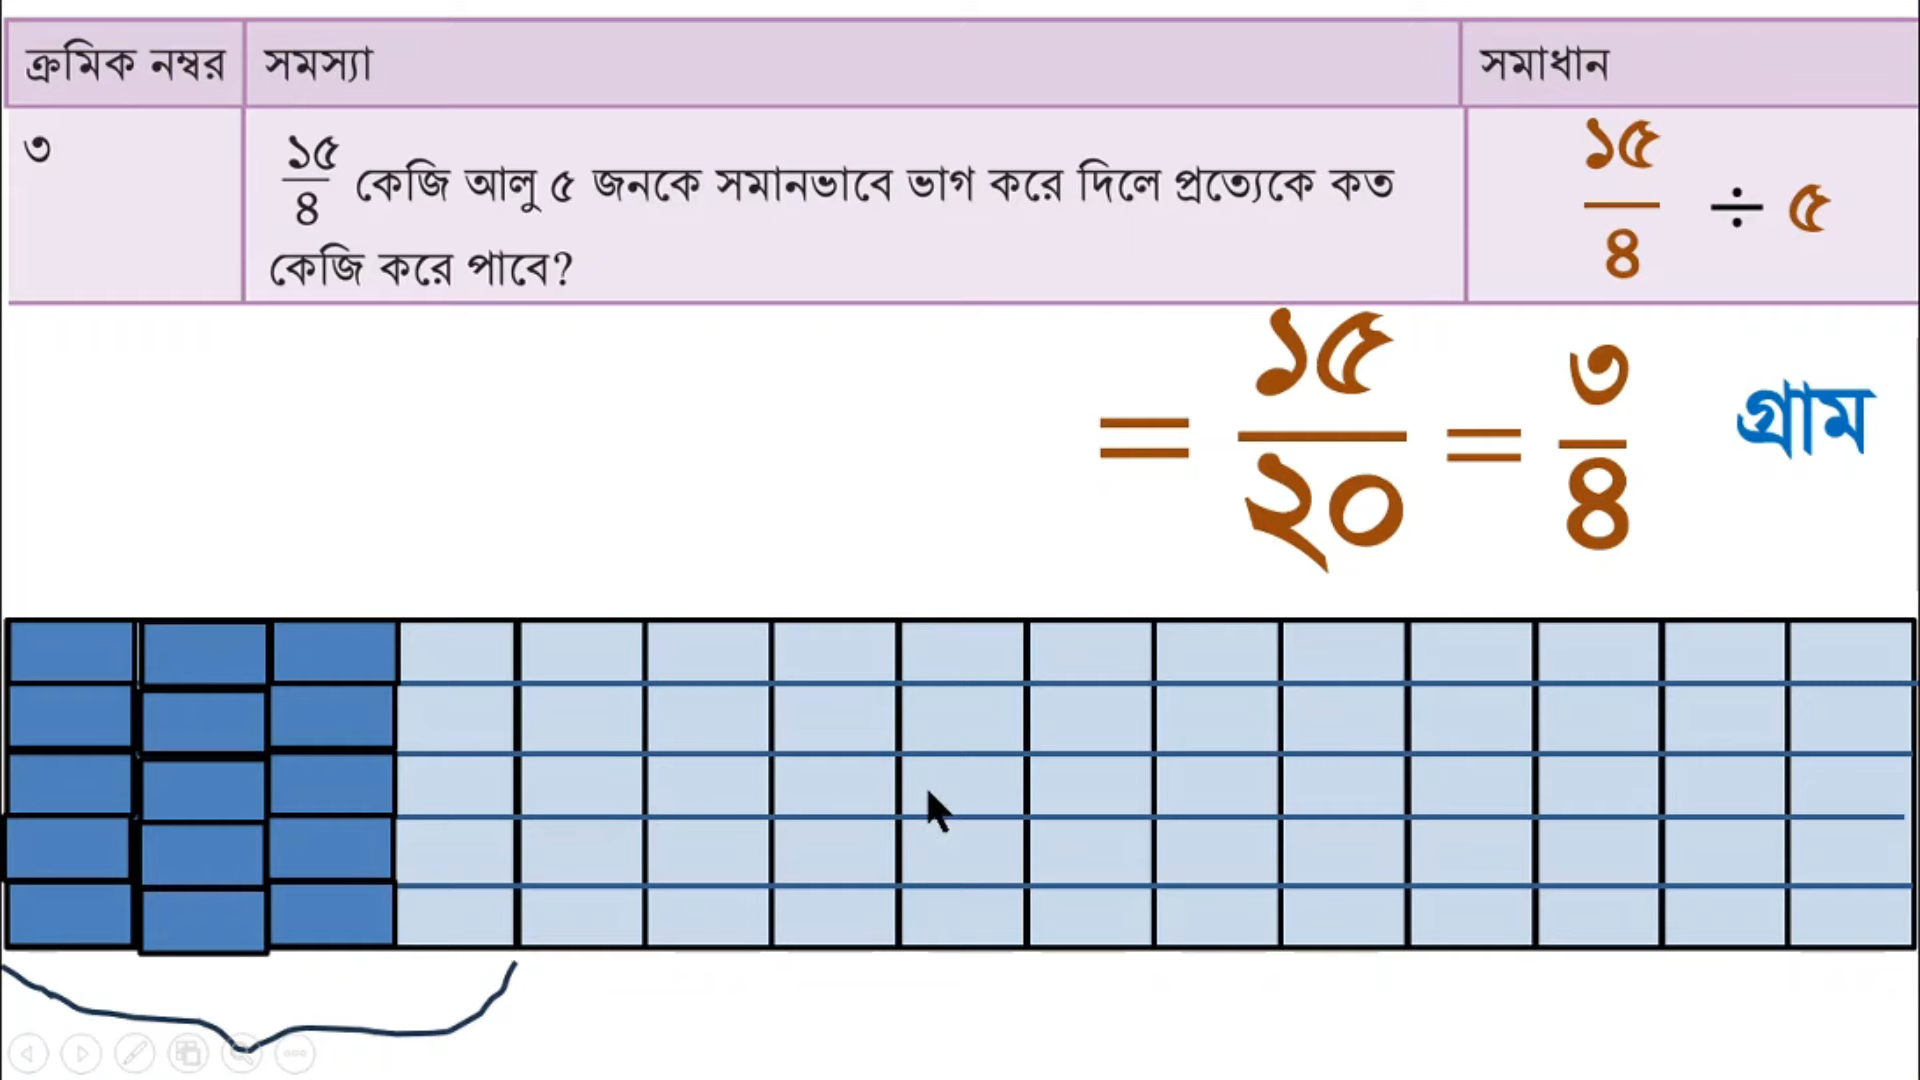 ক্রমিক নম্বর সমস্যা সমাধান
৩
১৫/৪ কেজি আলু ৫ জনকে সমানভাবে ভাগ করে দিলে প্রত্যেকে কত
কেজি করে পাবে?
১৫/৪ ÷ ৫
= ১৫/২০ = ৩/৪ গ্রাম